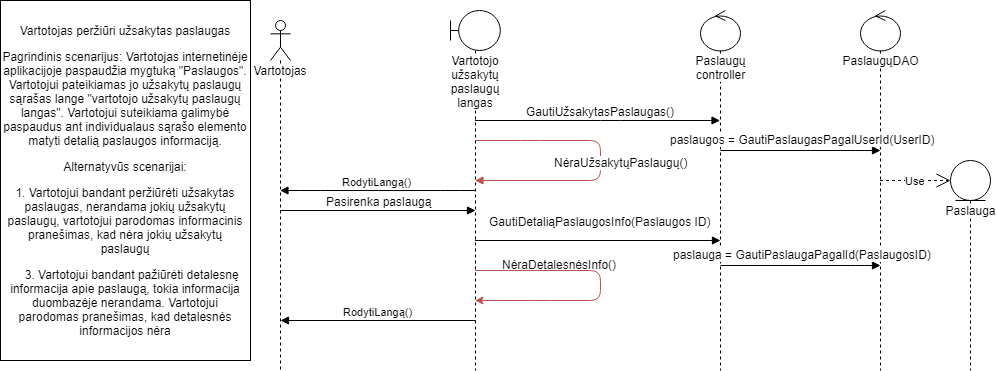 Vartotojas peržiūri užsakytas paslaugas
Pagrindinis scenarijus: Vartotojas internetinėje
aplikacijoje paspaudžia mygtuką "Paslaugos".
Vartotojui pateikiamas jo užsakytų paslaugų
sąrašas lange "vartotojo užsakytų paslaugų
langas". Vartotojui suteikiama galimybė
paspaudus ant individualaus sąrašo elemento
matyti detalią paslaugos informaciją.
Alternatyvūs scenarijai:
1. Vartotojui bandant peržiūrėti užsakytas
paslaugas, nerandama jokių užsakytų
paslaugų, vartotojui parodomas informacinis
pranešimas, kad nėra jokių užsakytų
paslaugų
3. Vartotojui bandant pažiūrėti detalesnę
informacija apie paslaugą, tokia informacija
duombazėje nerandama. Vartotojui
parodomas pranešimas, kad detalesnės
informacijos nėra
Vartotojas
Vartotojo
užsakytų
paslaugų
langas
Paslaugų
controller
PaslaugųDAO
GautiUžsakytasPaslaugas()
paslaugos = GautiPaslaugasPagalUserId(UserID)
NėraUžsakytųPaslaugų()
RodytiLangą()
Use
Pasirenka paslaugą
Paslauga
GautiDetaliąPaslaugosInfo(Paslaugos ID)
paslauga = GautiPaslaugaPagalId(PaslaugosID)
NėraDetalesnėsInfo()
RodytiLangą()